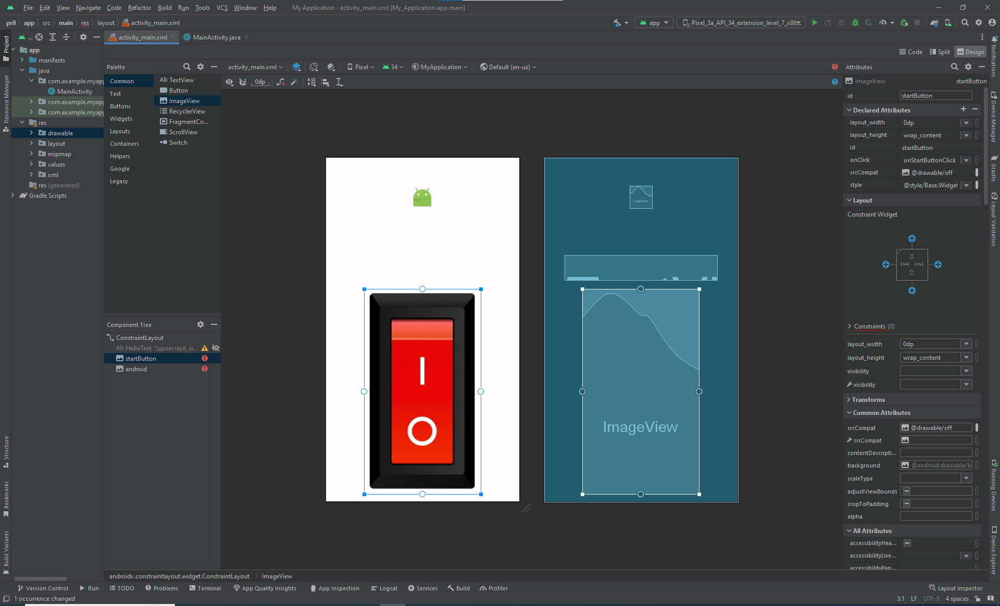 File Edit View Navigate Code Refactor Build Run Tools VCS Window Help My Application - activity_main.xml [My_Application.app.main]
pril app src main res layout activity_main.xml
app Pixel_3a_API_34_extension_level_7_x86
Project
...
activity_main.xml MainActivity.java
Code Split Design
app
manifests
java
com.example.myapp
MainActivity
com.example.myapp
com.example.myapp
res
drawable
layout
mipmap
values
xml
res (generated)
Gradle Scripts
Resource Manager
Structure
Bookmarks
Build Variants
Palette
Common
Text
Buttons
Widgets
Layouts
Containers
Helpers
Google
Legacy
Ab TextView
Button
ImageView
RecyclerView
FragmentCo...
ScrollView
Switch
activity_main.xml Pixel 34 MyApplication Default (en-us)
0dp
ImageView
ImageView
Component Tree
ConstraintLayout
Ab HelloText "Здравствуй, м...
startButton
android
Attributes
ImageView startButton
id startButton
Declared Attributes
layout_width 0dp
layout_height wrap_content
id startButton
onClick onStartButtonClick
srcCompat @drawable/off
style @style/Base.Widget
Layout
Constraint Widget
Constraints (0)
layout_width 0dp
layout_height wrap_content
visibility
visibility
Transforms
Common Attributes
srcCompat @drawable/off
srcCompat
contentDescripti...
background @android:drawable/b
scaleType
adjustViewBounds
cropToPadding
alpha
All Attributes
accessibilityHea...
accessibilityLive...
accessibilityPan...
Notifications
Device Manager
Gradle
Layout Validation
Running Devices
Device Explorer
androidx.constraintlayout.widget.ConstraintLayout ImageView
Version Control Run TODO Problems Terminal App Quality Insights App Inspection Logcat Services Build Profiler Layout Inspector
1 occurrence changed 3:1 LF UTF-8 4 spaces